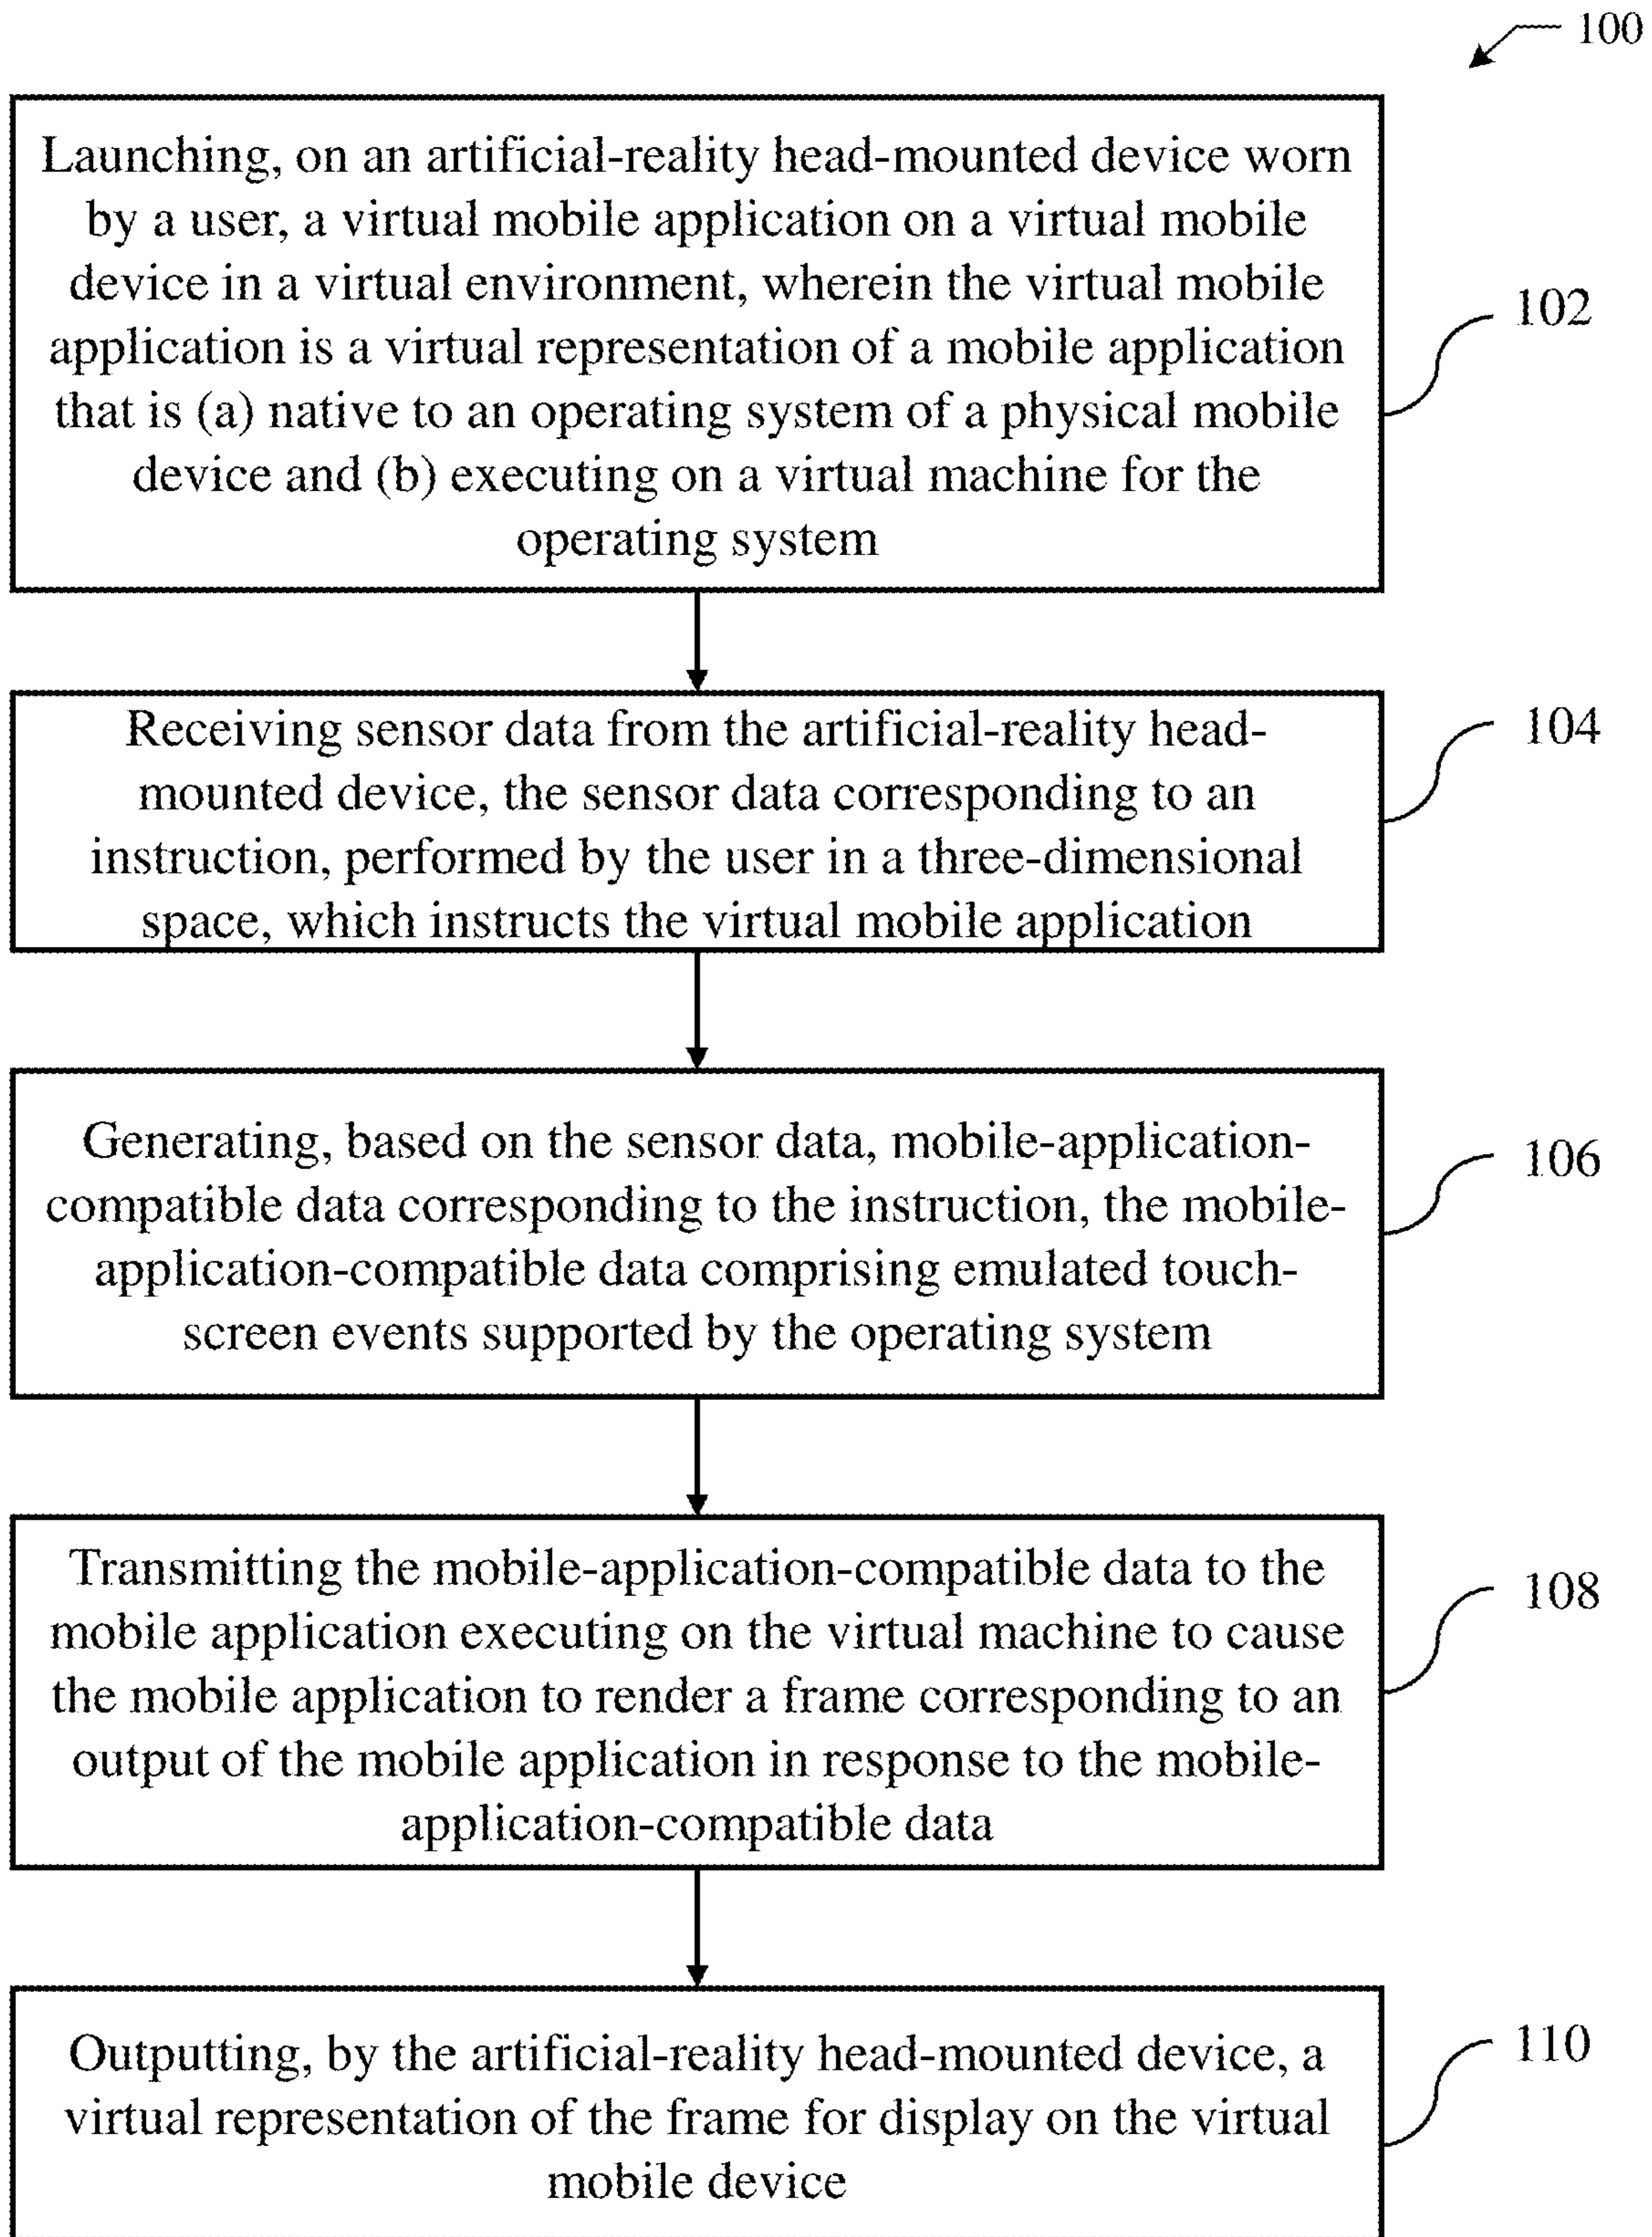 100
Launching, on an artificial-reality head-mounted device worn
by a user, a virtual mobile application on a virtual mobile
device in a virtual environment, wherein the virtual mobile
application is a virtual representation of a mobile application
that is (a) native to an operating system of a physical mobile
device and (b) executing on a virtual machine for the
operating system
102
Receiving sensor data from the artificial-reality head-
mounted device, the sensor data corresponding to an
instruction, performed by the user in a three-dimensional
space, which instructs the virtual mobile application
104
Generating, based on the sensor data, mobile-application-
compatible data corresponding to the instruction, the mobile-
application-compatible data comprising emulated touch-
screen events supported by the operating system
106
Transmitting the mobile-application-compatible data to the
mobile application executing on the virtual machine to cause
the mobile application to render a frame corresponding to an
output of the mobile application in response to the mobile-
application-compatible data
108
Outputting, by the artificial-reality head-mounted device, a
virtual representation of the frame for display on the virtual
mobile device
110